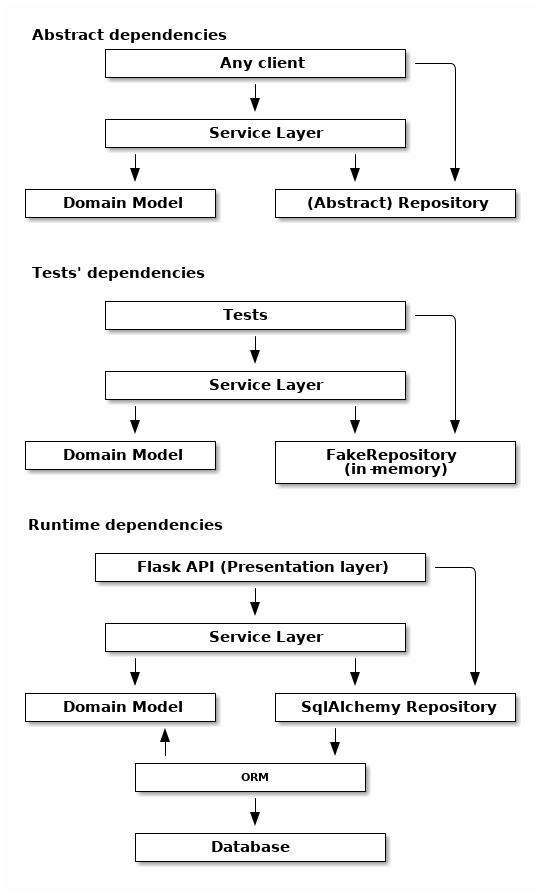 Abstract dependencies
Any client
Service Layer
Domain Model
(Abstract) Repository
Tests' dependencies
Tests
Service Layer
Domain Model
FakeRepository
(in-memory)
Runtime dependencies
Flask API (Presentation layer)
Service Layer
Domain Model
SqlAlchemy Repository
ORM
Database